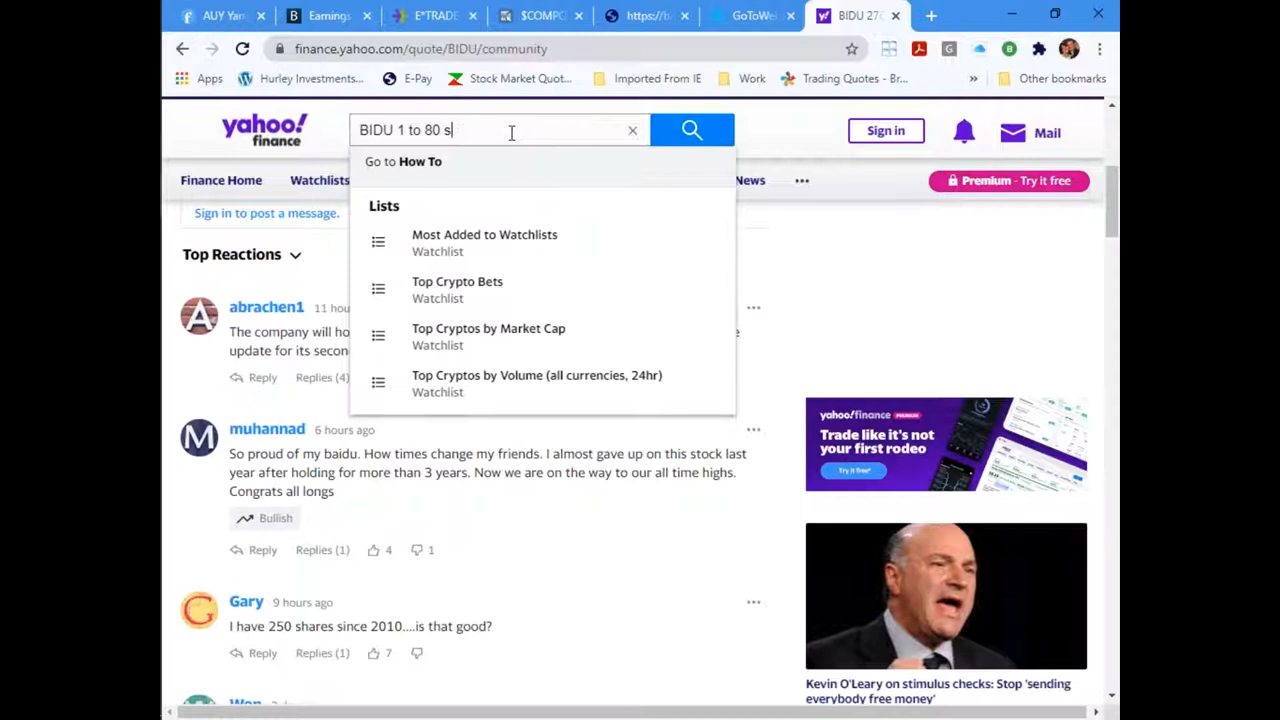 AUY Yan
Earnings
E*TRADE
$COMPO
https://b
GoToWe
BIDU 276
finance.yahoo.com/quote/BIDU/community
Apps
Hurley Investments...
E-Pay
Stock Market Quot...
Imported From IE
Work
Trading Quotes - Br...
»
Other bookmarks
yahoo!
finance
BIDU 1 to 80 s
Sign in
Mail
Go to How To
Finance Home
Watchlists
News
Premium - Try it free
Lists
Sign in to post a message.
Most Added to Watchlists
Watchlist
Top Reactions
Top Crypto Bets
Watchlist
abrachen1 11 hou
The company will ho
update for its secon
Top Cryptos by Market Cap
Watchlist
Reply Replies (4)
Top Cryptos by Volume (all currencies, 24hr)
Watchlist
M
muhannad 6 hours ago
So proud of my baidu. How times change my friends. I almost gave up on this stock last
year after holding for more than 3 years. Now we are on the way to our all time highs.
Congrats all longs
Bullish
Reply Replies (1) 4 1
G
Gary 9 hours ago
I have 250 shares since 2010....is that good?
Reply Replies (1) 7
yahoo!finance PREMIUM
Trade like it's not
your first rodeo
Try it free*
Kevin O'Leary on stimulus checks: Stop 'sending
everybody free money'